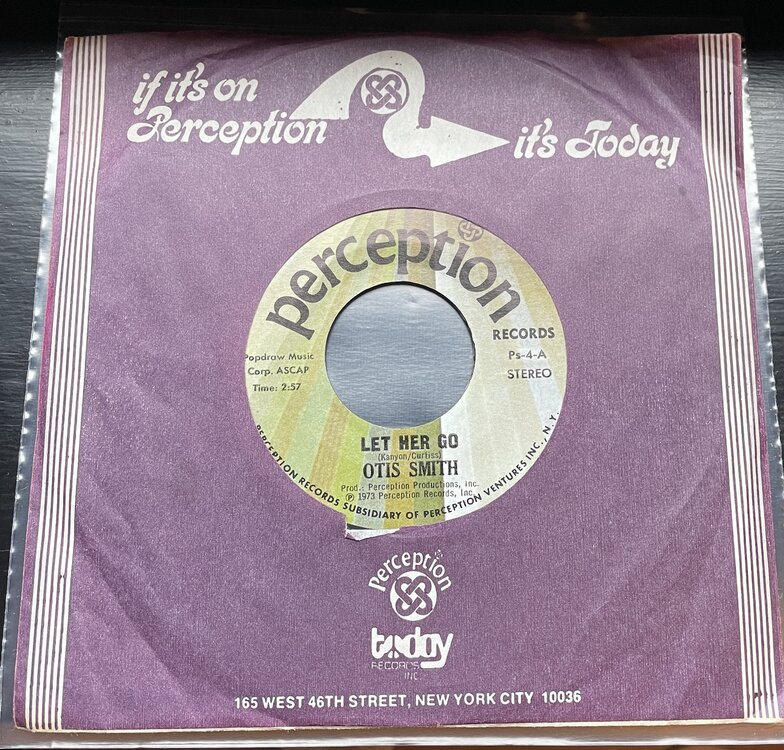 if it's on
Perception
it's Today
perception
RECORDS
Popdraw Music
Corp. ASCAP
Time: 2:57
Ps-4-A
STEREO
LET HER GO
(Kanyon/Curtiss)
OTIS SMITH
Prod.: Perception Productions, Inc.
℗ 1973 Perception Records, Inc.
PERCEPTION RECORDS SUBSIDIARY OF PERCEPTION VENTURES INC., N.Y.
Perception
today
RECORDS
INC.
165 WEST 46TH STREET, NEW YORK CITY 10036